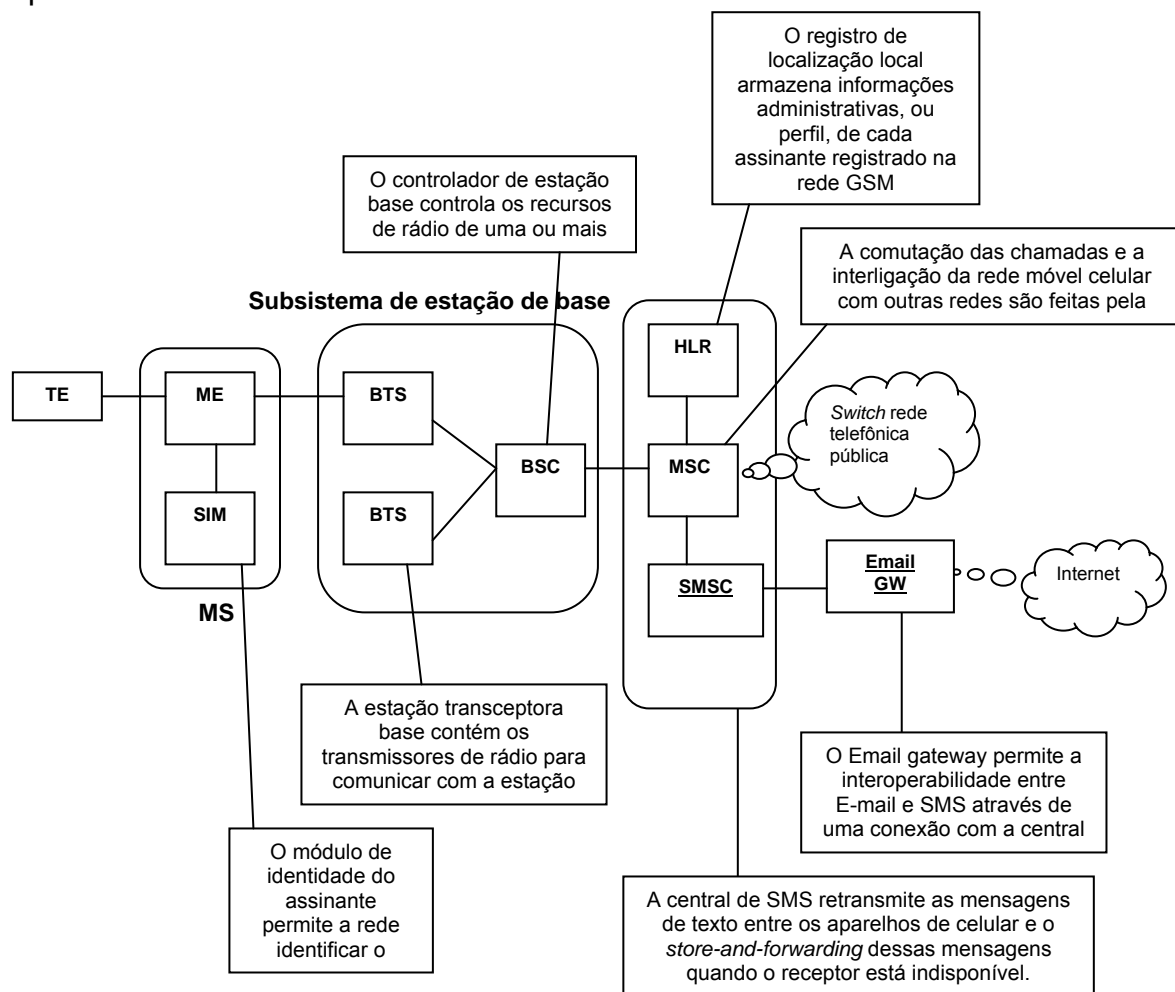 O registro de
localização local
armazena informações
administrativas, ou
perfil, de cada
assinante registrado na
rede GSM
O controlador de estação
base controla os recursos
de rádio de uma ou mais
A comutação das chamadas e a
interligação da rede móvel celular
com outras redes são feitas pela
Subsistema de estação de base
HLR
TE
ME
BTS
Switch rede
telefônica
pública
BSC
MSC
SIM
BTS
Email
GW
Internet
SMSC
MS
A estação transceptora
base contém os
transmissores de rádio para
comunicar com a estação
O Email gateway permite a
interoperabilidade entre
E-mail e SMS através de
uma conexão com a central
O módulo de
identidade do
assinante
permite a rede
identificar o
A central de SMS retransmite as mensagens
de texto entre os aparelhos de celular e o
store-and-forwarding dessas mensagens
quando o receptor está indisponível.